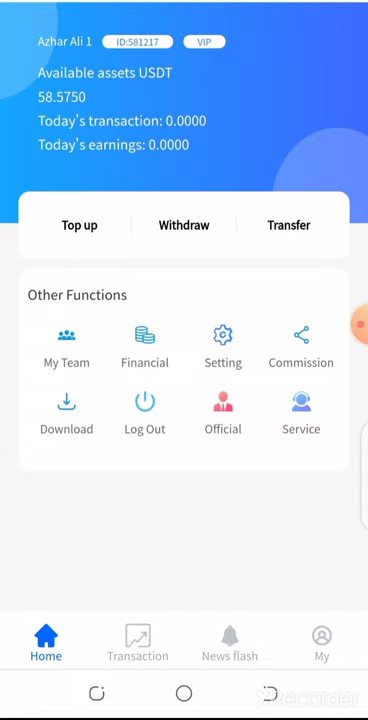 Azhar Ali 1 ID:581217 VIP
Available assets USDT
58.5750
Today's transaction: 0.0000
Today's earnings: 0.0000
Top up Withdraw Transfer
Other Functions
My Team Financial Setting Commission
Download Log Out Official Service
Home Transaction News flash My
XRecorder